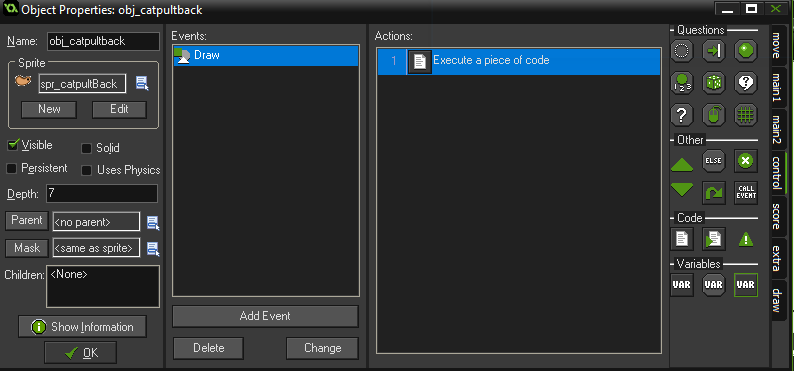 Object Properties: obj_catpultback
Name: obj_catpultback
Sprite
spr_catpultBack
New Edit
Visible Solid
Persistent Uses Physics
Depth: 7
Parent <no parent>
Mask <same as sprite>
Children: <None>
Show Information
OK
Events:
Draw
Add Event
Delete Change
Actions:
1 Execute a piece of code
Questions
1 2 3
?
?
Other
ELSE
CALL
EVENT
Code
Variables
VAR VAR VAR
move
main1
main2
control
score
extra
draw